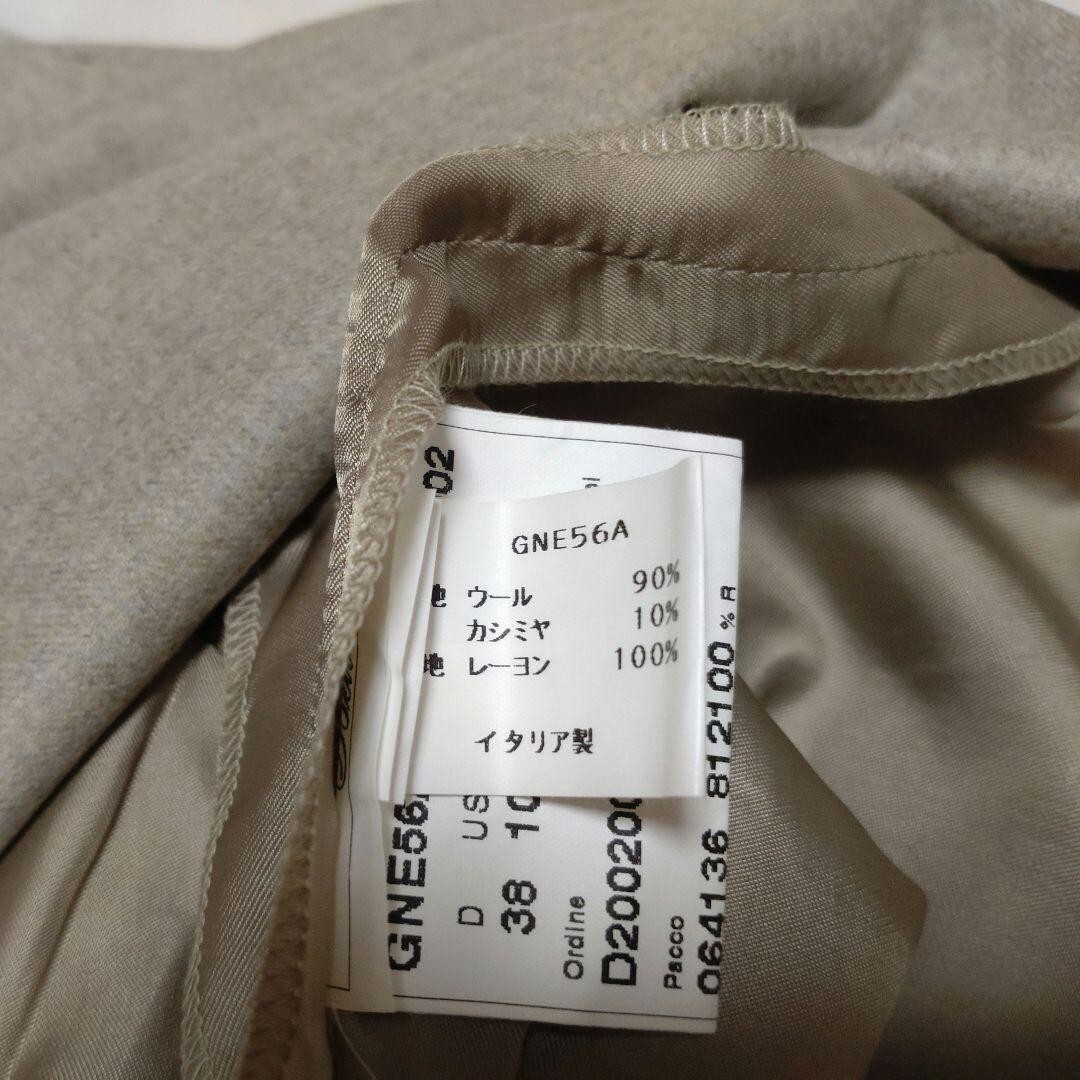 GNE56A
地 ウール 90%
カシミヤ 10%
地 レーヨン 100%
イタリア製
02
GNE56
D US
38 10
Ordine
D200200
Pacco
064136 812100 % R